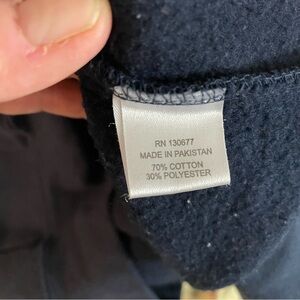 RN 130677
MADE IN PAKISTAN
70% COTTON
30% POLYESTER